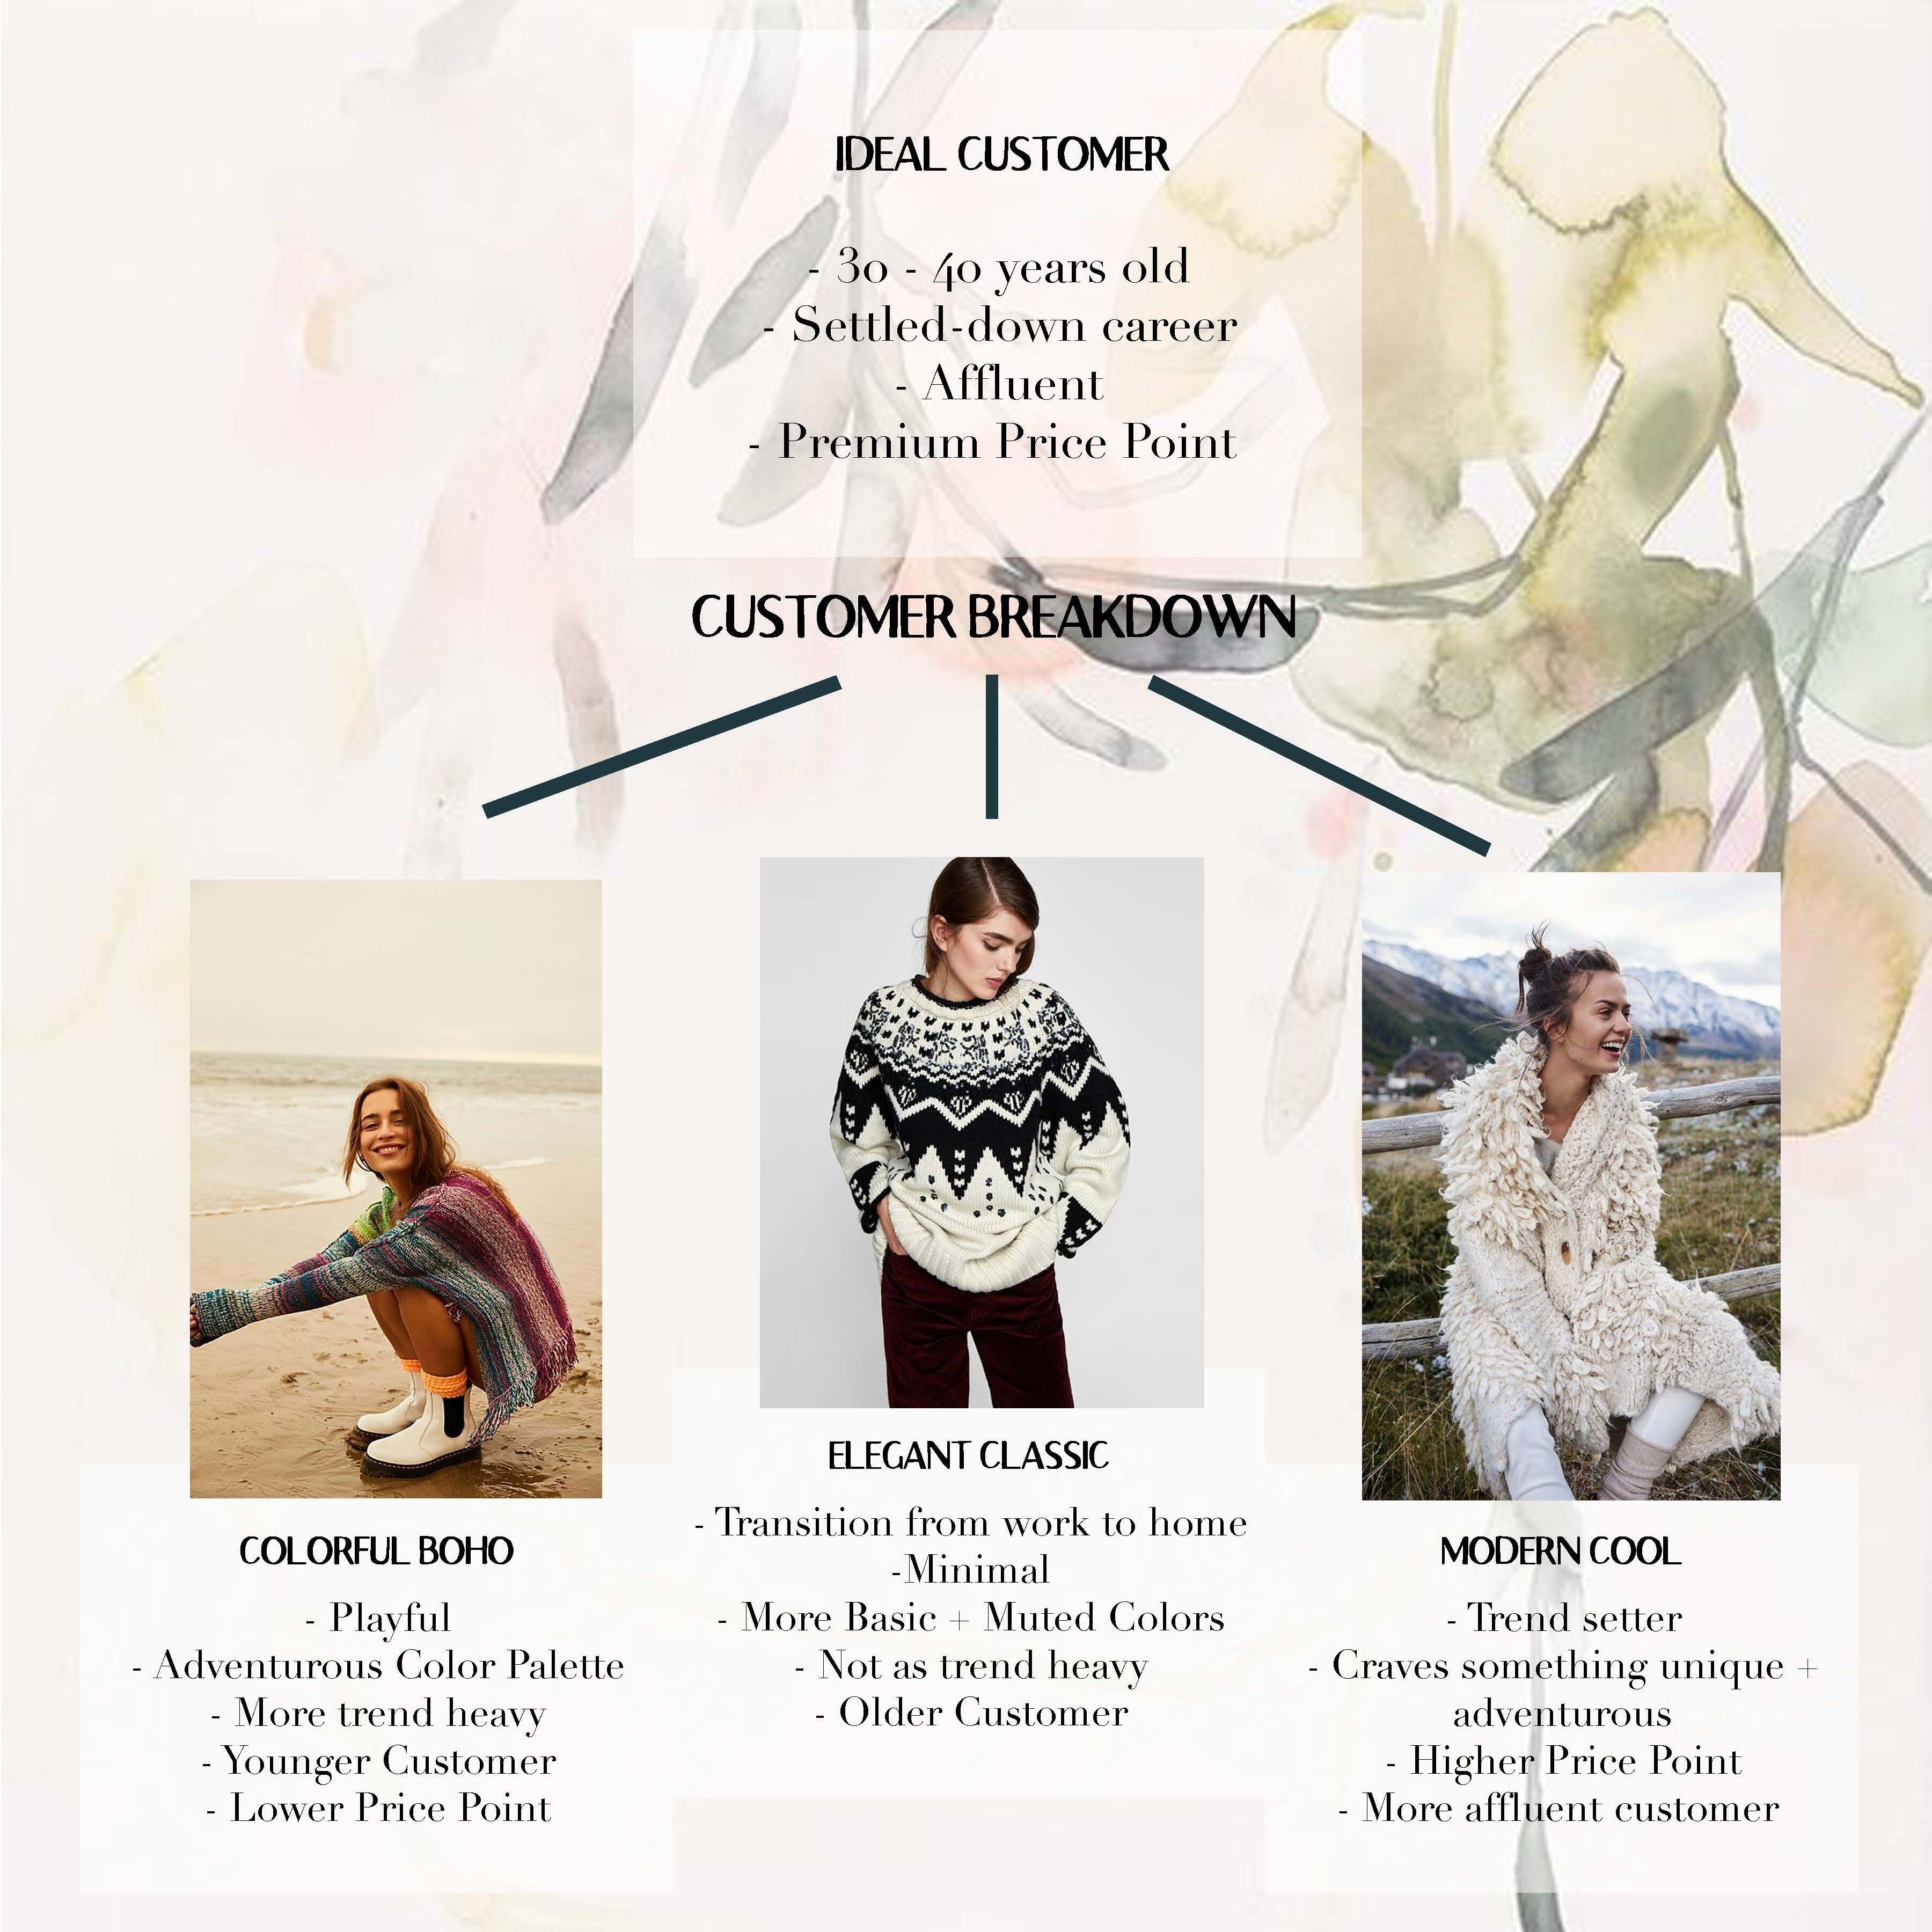 IDEAL CUSTOMER
- 30 - 40 years old
- Settled-down career
- Affluent
- Premium Price Point
CUSTOMER BREAKDOWN
COLORFUL BOHO
- Playful
- Adventurous Color Palette
- More trend heavy
- Younger Customer
- Lower Price Point
ELEGANT CLASSIC
- Transition from work to home
-Minimal
- More Basic + Muted Colors
- Not as trend heavy
- Older Customer
MODERN COOL
- Trend setter
- Craves something unique +
adventurous
- Higher Price Point
- More affluent customer